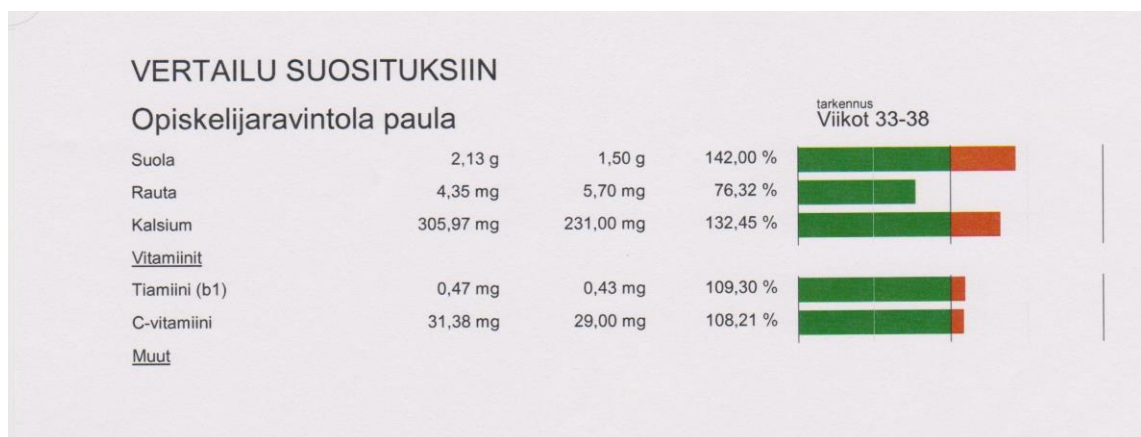 VERTAILU SUOSITUKSIIN
Opiskelijaravintola paula
tarkennus
Viikot 33-38
Suola 2,13 g 1,50 g 142,00 %
Rauta 4,35 mg 5,70 mg 76,32 %
Kalsium 305,97 mg 231,00 mg 132,45 %
Vitamiinit
Tiamiini (b1) 0,47 mg 0,43 mg 109,30 %
C-vitamiini 31,38 mg 29,00 mg 108,21 %
Muut